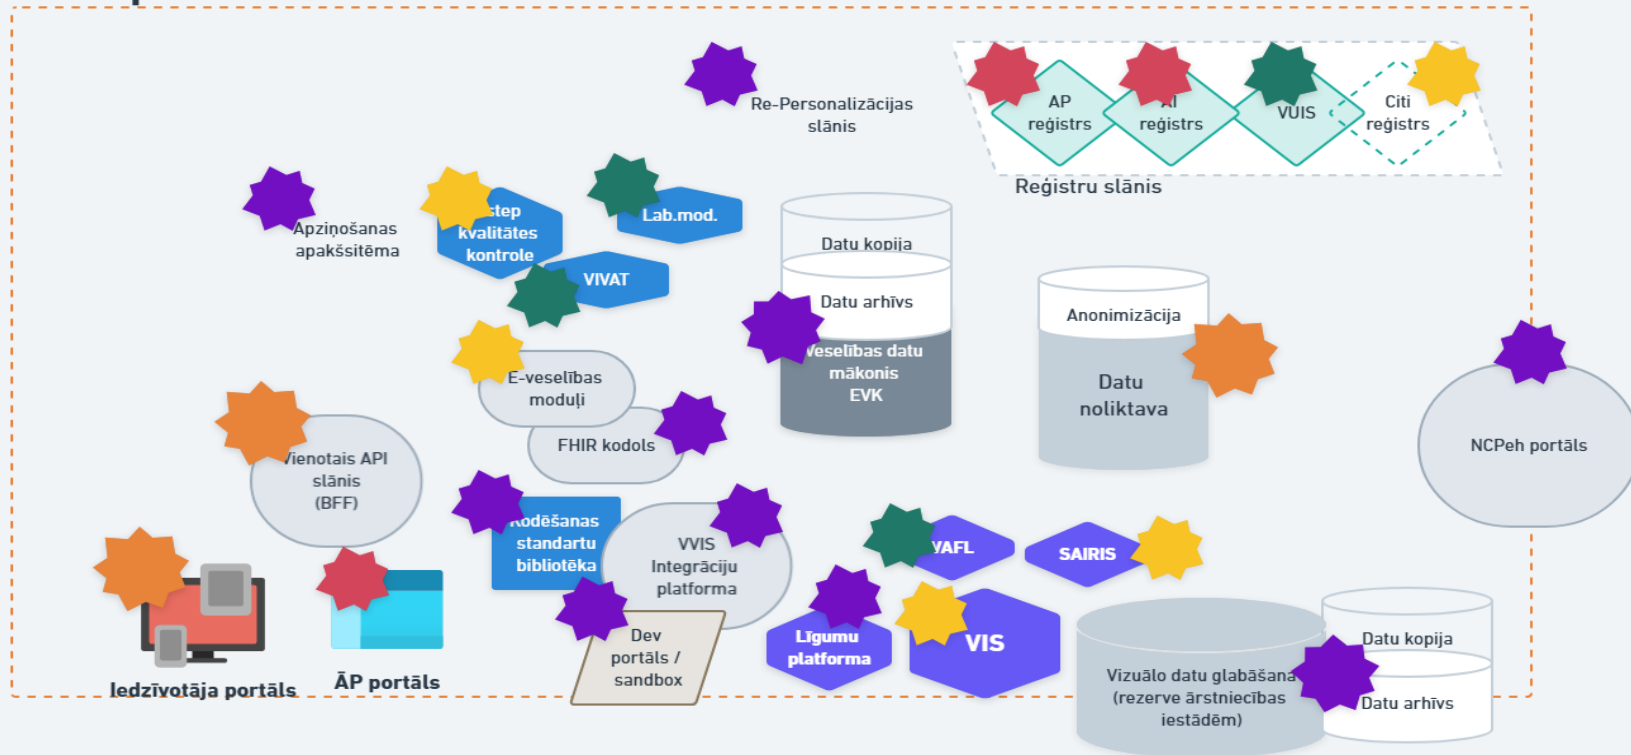 Re-Personalizācijas
slānis
AP
reģistrs
AI
reģistrs
VUIS
Citi
reģistrs
Reģistru slānis
Apziņošanas
apakšsitēma
step
kvalitātes
kontrole
Lab.mod.
VIVAT
Datu kopija
Datu arhīvs
Veselības datu
mākonis
EVK
Anonimizācija
Datu
noliktava
E-veselības
moduļi
FHIR kodols
NCPeh portāls
Vienotais API
slānis
(BFF)
Kodēšanas
standartu
bibliotēka
VVIS
Integrāciju
platforma
VAFL
SAIRIS
Līgumu
platforma
VIS
Dev
portāls /
sandbox
Iedzīvotāja portāls
ĀP portāls
Vizuālo datu glabāšana
(rezerve ārstniecības
iestādēm)
Datu kopija
Datu arhīvs